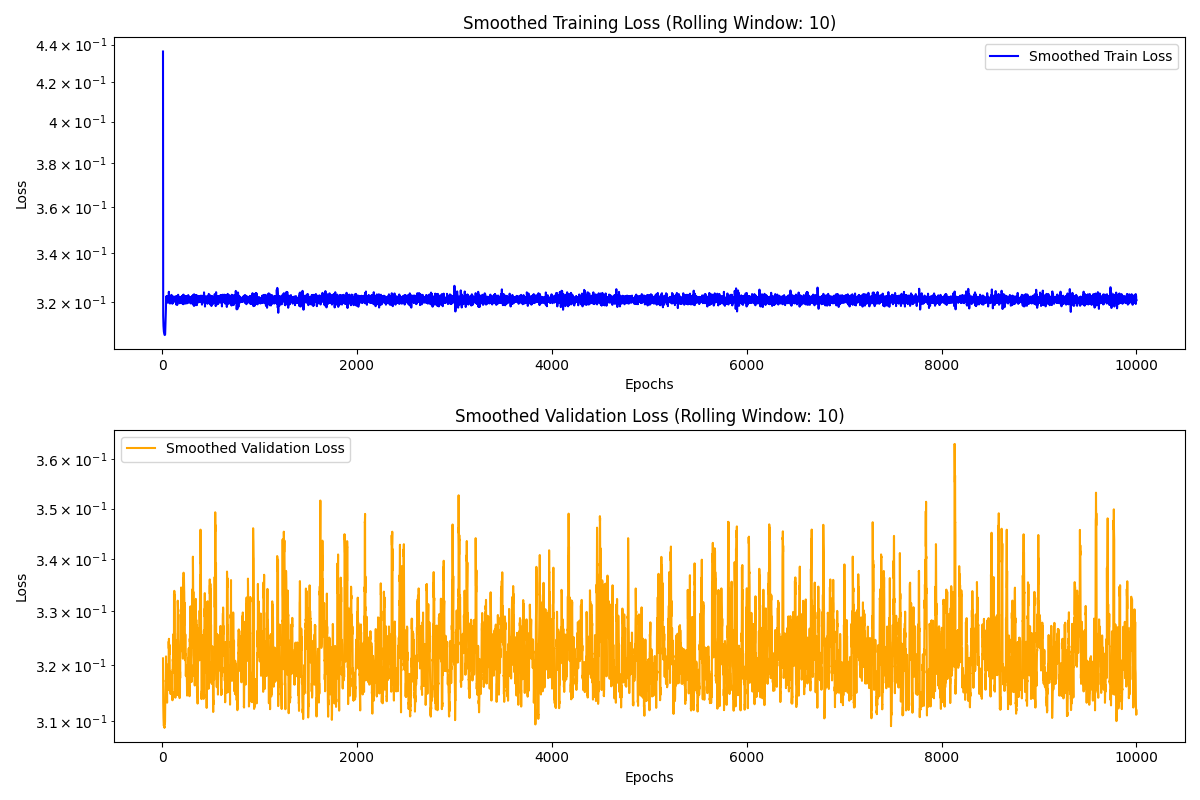 Smoothed Training Loss (Rolling Window: 10)
Smoothed Train Loss
4.4 × 10⁻¹
4.2 × 10⁻¹
4 × 10⁻¹
3.8 × 10⁻¹
3.6 × 10⁻¹
3.4 × 10⁻¹
3.2 × 10⁻¹
Loss
0 2000 4000 6000 8000 10000
Epochs
Smoothed Validation Loss (Rolling Window: 10)
Smoothed Validation Loss
3.6 × 10⁻¹
3.5 × 10⁻¹
3.4 × 10⁻¹
3.3 × 10⁻¹
3.2 × 10⁻¹
3.1 × 10⁻¹
Loss
0 2000 4000 6000 8000 10000
Epochs